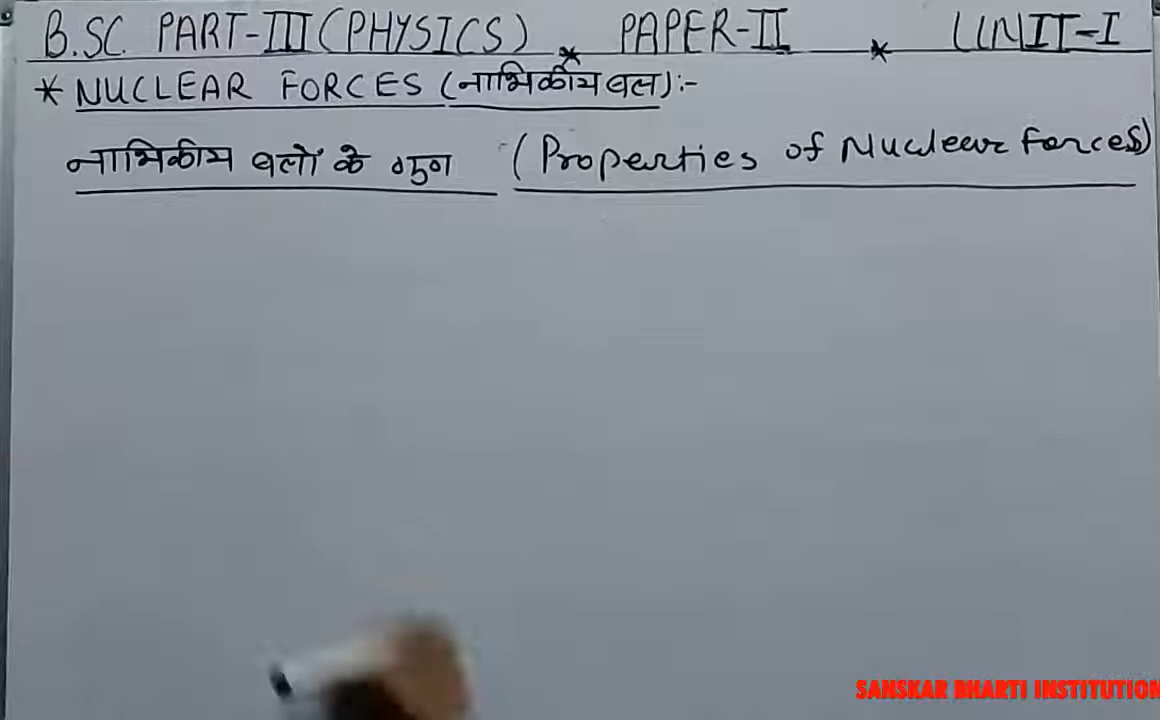 B.SC. PART-III (PHYSICS) * PAPER-II * UNIT-I
* NUCLEAR FORCES (नाभिकीय बल):-
नाभिकीय बलों के गुण (Properties of Nuclear forces)
SANSKAR BHARTI INSTITUTION